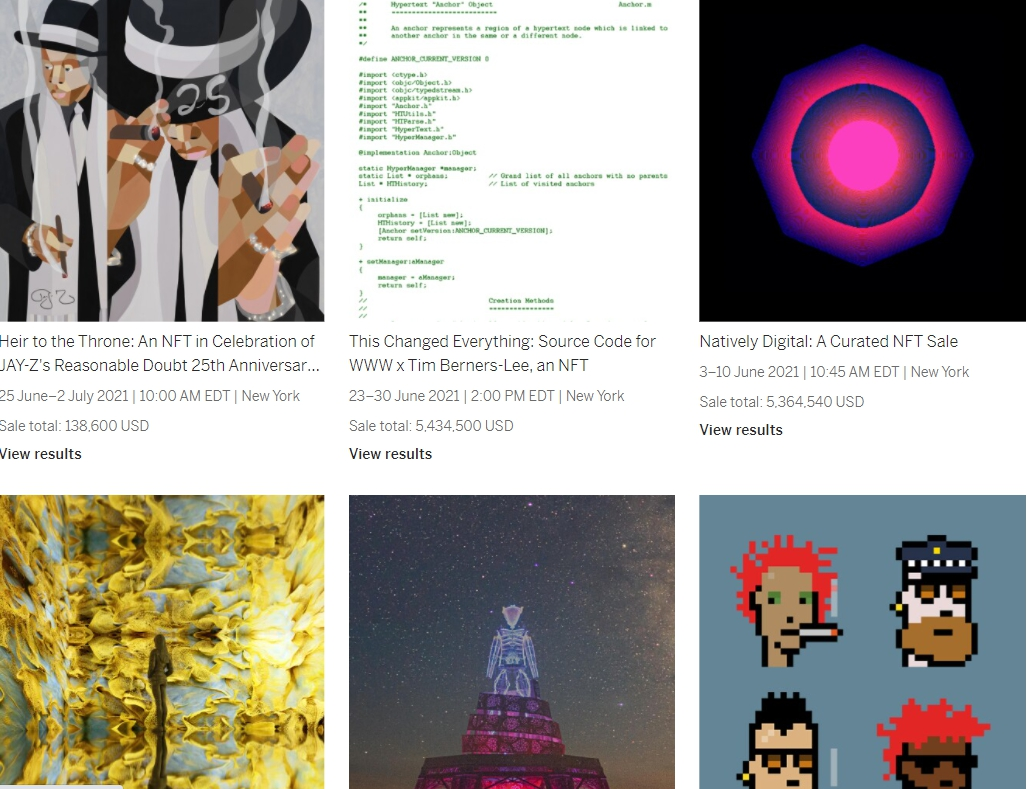 25
/* Hypertext "Anchor" Object Anchor.m
** ==========================
**
** An anchor represents a region of a hypertext node which is linked to
** another anchor in the same or a different node.
*/
#define ANCHOR_CURRENT_VERSION 0
#import <ctype.h>
#import <objc/Object.h>
#import <objc/typedstream.h>
#import <appkit/appkit.h>
#import "Anchor.h"
#import "HTUtils.h"
#import "HTParse.h"
#import "HyperText.h"
#import "HyperManager.h"
@implementation Anchor:Object
static HyperManager *manager;
static List * orphans; // Grand list of all anchors with no parents
List * HTHistory; // List of visited anchors
+ initialize
{
orphans = [List new];
HTHistory = [List new];
[Anchor setVersion:ANCHOR_CURRENT_VERSION];
return self;
}
+ setManager:aManager
{
manager = aManager;
return self;
}
// Creation Methods
// ================
//
Heir to the Throne: An NFT in Celebration of
JAY-Z's Reasonable Doubt 25th Anniversar...
25 June–2 July 2021 | 10:00 AM EDT | New York
Sale total: 138,600 USD
View results
This Changed Everything: Source Code for
WWW x Tim Berners-Lee, an NFT
23–30 June 2021 | 2:00 PM EDT | New York
Sale total: 5,434,500 USD
View results
Natively Digital: A Curated NFT Sale
3–10 June 2021 | 10:45 AM EDT | New York
Sale total: 5,364,540 USD
View results